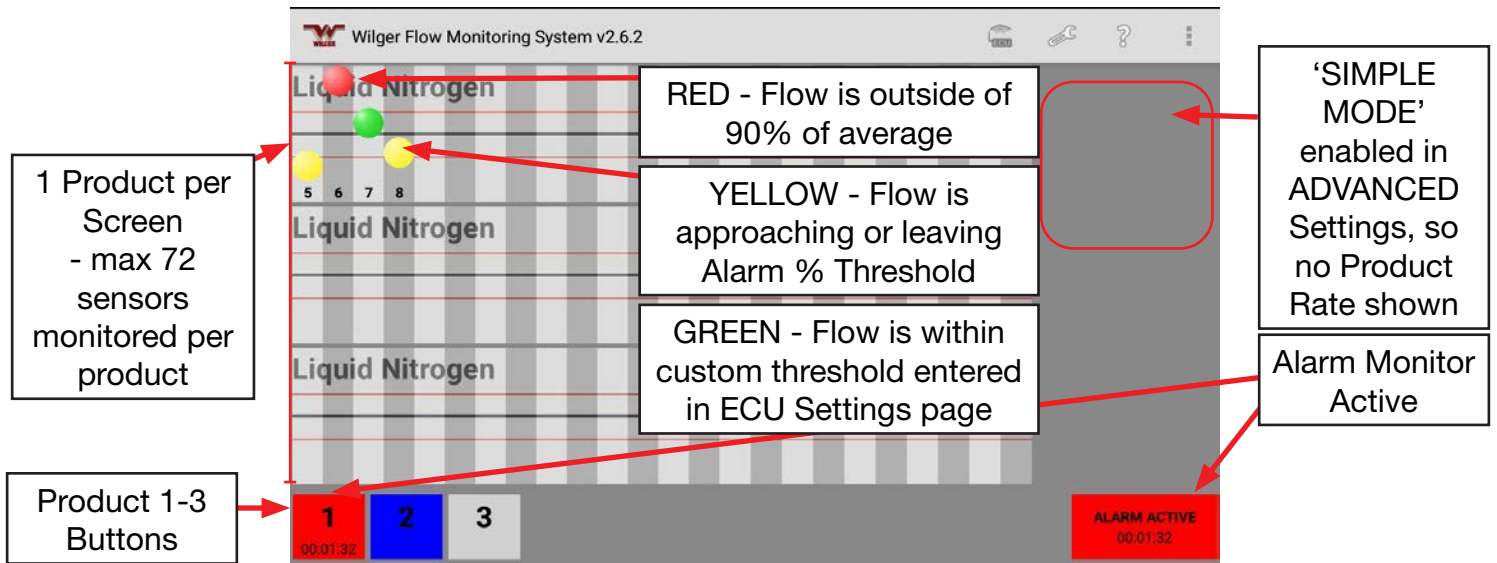 WILGER
Wilger Flow Monitoring System v2.6.2
ECU
?
Liquid Nitrogen
5 6 7 8
Liquid Nitrogen
Liquid Nitrogen
1 Product per
Screen
- max 72
sensors
monitored per
product
RED - Flow is outside of
90% of average
YELLOW - Flow is
approaching or leaving
Alarm % Threshold
GREEN - Flow is within
custom threshold entered
in ECU Settings page
‘SIMPLE
MODE’
enabled in
ADVANCED
Settings, so
no Product
Rate shown
Alarm Monitor
Active
Product 1-3
Buttons
1
00:01:32
2
3
ALARM ACTIVE
00:01:32